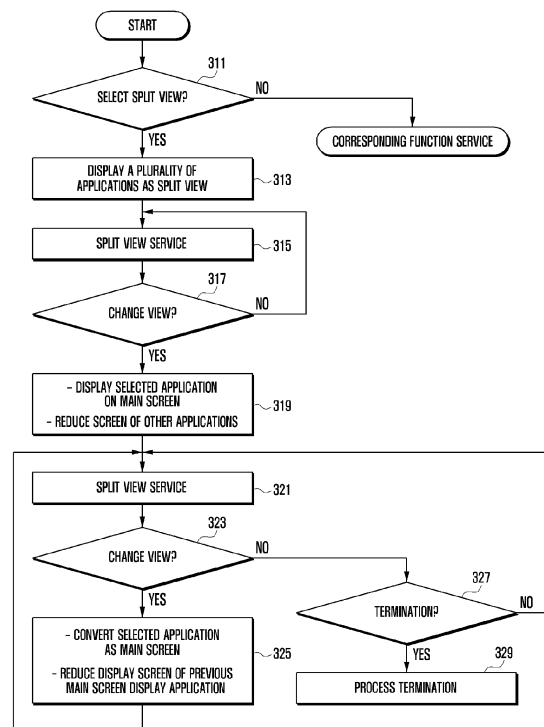 START
311
SELECT SPLIT VIEW?
NO
YES
CORRESPONDING FUNCTION SERVICE
DISPLAY A PLURALITY OF
APPLICATIONS AS SPLIT VIEW
313
SPLIT VIEW SERVICE
315
317
CHANGE VIEW?
NO
YES
- DISPLAY SELECTED APPLICATION
ON MAIN SCREEN
- REDUCE SCREEN OF OTHER APPLICATIONS
319
SPLIT VIEW SERVICE
321
323
CHANGE VIEW?
NO
YES
327
TERMINATION?
NO
YES
- CONVERT SELECTED APPLICATION
AS MAIN SCREEN
- REDUCE DISPLAY SCREEN OF PREVIOUS
MAIN SCREEN DISPLAY APPLICATION
325
329
PROCESS TERMINATION